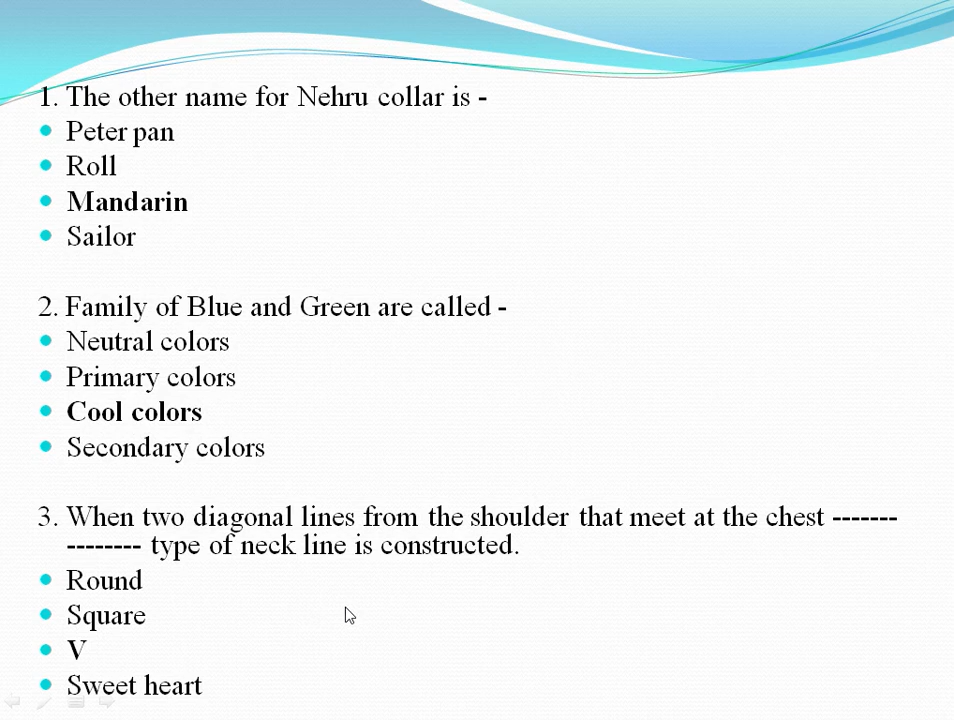 1. The other name for Nehru collar is -
Peter pan
Roll
Mandarin
Sailor
2. Family of Blue and Green are called -
Neutral colors
Primary colors
Cool colors
Secondary colors
3. When two diagonal lines from the shoulder that meet at the chest -------
-------- type of neck line is constructed.
Round
Square
V
Sweet heart